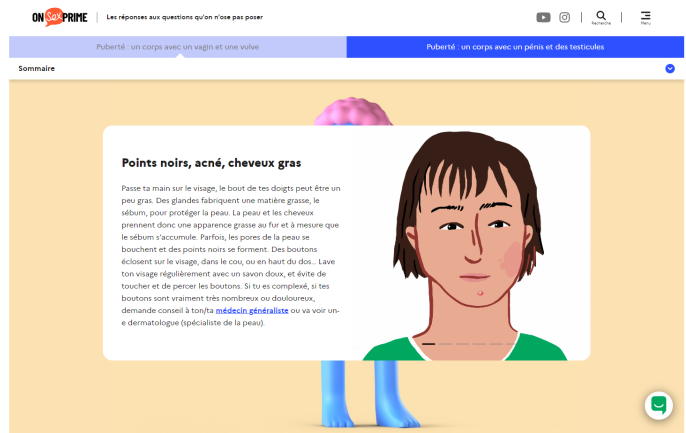 ON SexPRIME
Les réponses aux questions qu'on n'ose pas poser
Recherche
Menu
Puberté : un corps avec un vagin et une vulve
Puberté : un corps avec un pénis et des testicules
Sommaire
Points noirs, acné, cheveux gras
Passe ta main sur le visage, le bout de tes doigts peut être un
peu gras. Des glandes fabriquent une matière grasse, le
sébum, pour protéger la peau. La peau et les cheveux
prennent donc une apparence grasse au fur et à mesure que
le sébum s'accumule. Parfois, les pores de la peau se
bouchent et des points noirs se forment. Des boutons
éclosent sur le visage, dans le cou, ou en haut du dos... Lave
ton visage régulièrement avec un savon doux, et évite de
toucher et de percer les boutons. Si tu es complexé, si tes
boutons sont vraiment très nombreux ou douloureux,
demande conseil à ton/ta médecin généraliste ou va voir un-
e dermatologue (spécialiste de la peau).